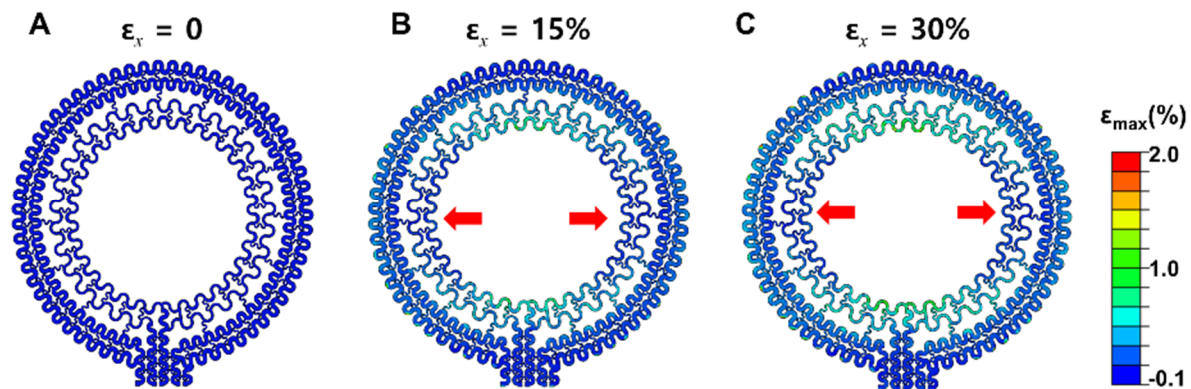 A
εx = 0
B
εx = 15%
C
εx = 30%
εmax(%)
2.0
1.0
-0.1